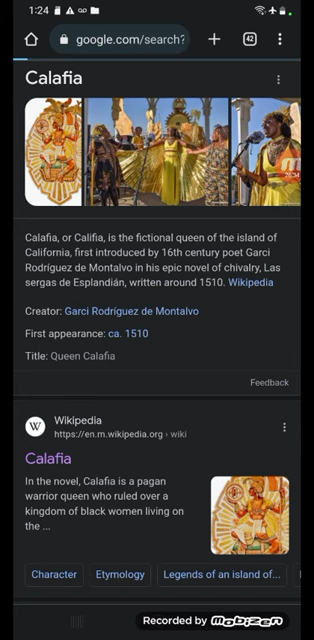 1:24
google.com/search?
42
Calafia
Calafia, or Califia, is the fictional queen of the island of
California, first introduced by 16th century poet Garci
Rodríguez de Montalvo in his epic novel of chivalry, Las
sergas de Esplandián, written around 1510. Wikipedia
Creator: Garci Rodríguez de Montalvo
First appearance: ca. 1510
Title: Queen Calafia
Feedback
Wikipedia
https://en.m.wikipedia.org › wiki
Calafia
In the novel, Calafia is a pagan
warrior queen who ruled over a
kingdom of black women living on
the ...
Character
Etymology
Legends of an island of...
Recorded by Mobizen